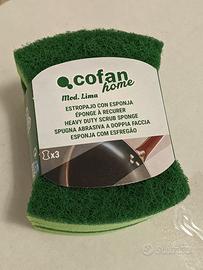 cofan
home
Mod. Lima
ESTROPAJO CON ESPONJA
ÉPONGE À RÉCURER
HEAVY DUTY SCRUB SPONGE
SPUGNA ABRASIVA A DOPPIA FACCIA
ESPONJA COM ESFREGÃO
x3